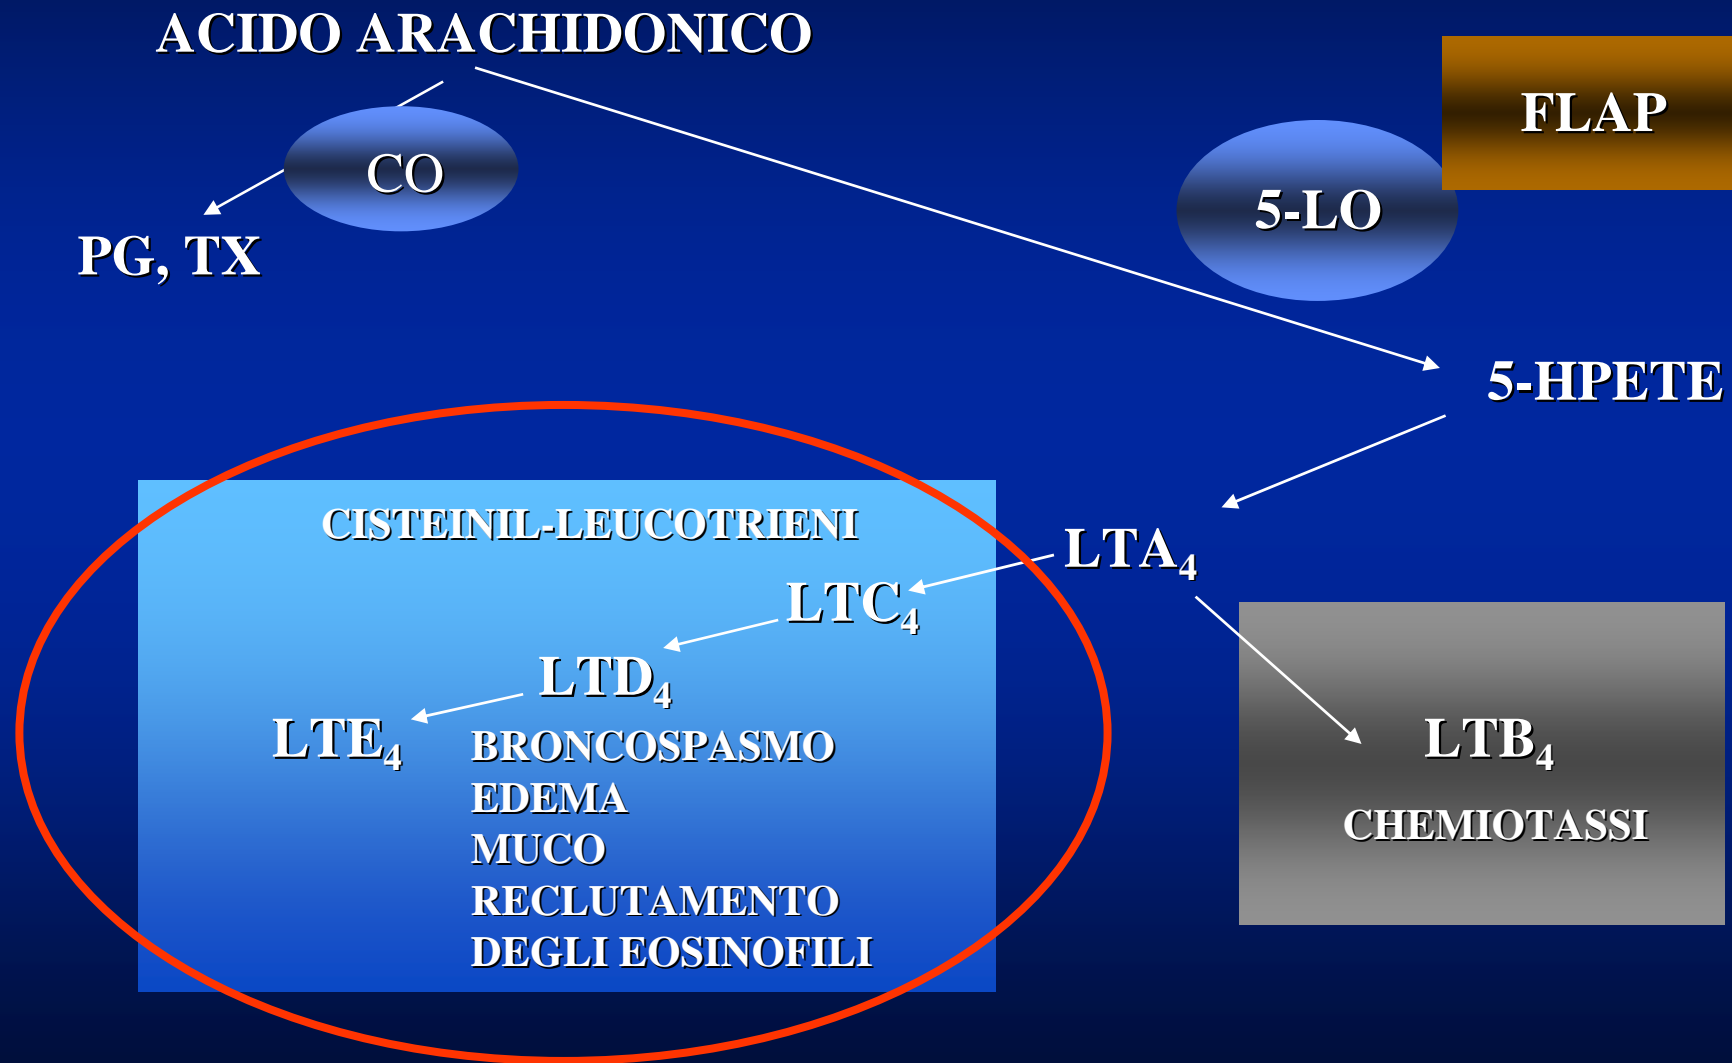 ACIDO ARACHIDONICO
FLAP
CO
5-LO
PG, TX
5-HPETE
CISTEINIL-LEUCOTRIENI
LTA4
LTC4
LTD4
LTE4
BRONCOSPASMO
EDEMA
MUCO
RECLUTAMENTO
DEGLI EOSINOFILI
LTB4
CHEMIOTASSI